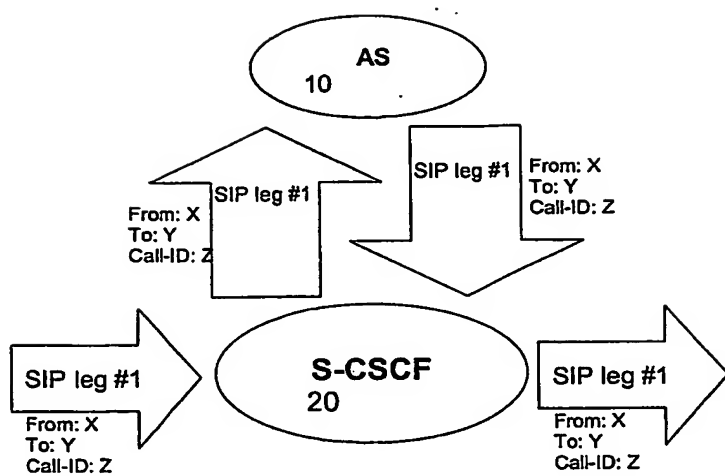 AS
10
SIP leg #1
From: X
To: Y
Call-ID: Z
SIP leg #1
From: X
To: Y
Call-ID: Z
S-CSCF
20
SIP leg #1
From: X
To: Y
Call-ID: Z
SIP leg #1
From: X
To: Y
Call-ID: Z